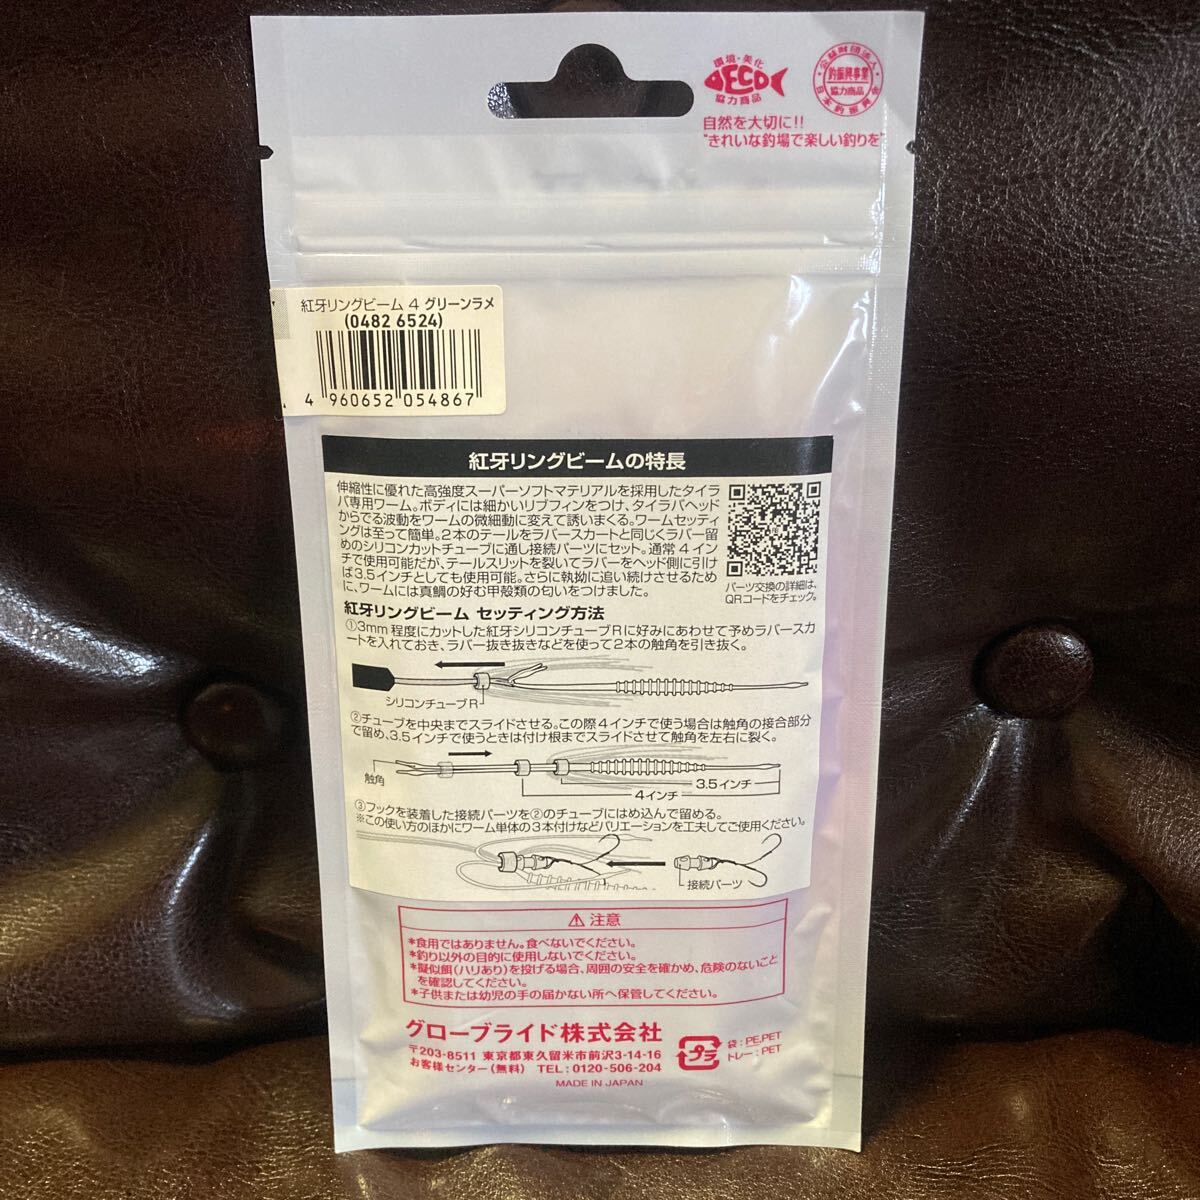 環境・美化
ECO
協力商品
公益財団法人
釣振興事業
協力商品
日本釣振興会
自然を大切に!!
"きれいな釣場で楽しい釣りを"
紅牙リングビーム 4 グリーンラメ
(0482 6524)
4 960652 054867
紅牙リングビームの特長
伸縮性に優れた高強度スーパーソフトマテリアルを採用したタイラ
バ専用ワーム。ボディには細かいリブフィンをつけ、タイラバヘッド
からでる波動をワームの微細動に変えて誘いまくる。ワームセッティ
ングは至って簡単。2本のテールをラバースカートと同じくラバー留
めのシリコンカットチューブに通し接続パーツにセット。通常4イン
チで使用可能だが、テールスリットを裂いてラバーをヘッド側に引け
ば3.5インチとしても使用可能。さらに執拗に追い続けさせるため
に、ワームには真鯛の好む甲殻類の匂いをつけました。
パーツ交換の詳細は、
QRコードをチェック。
紅牙リングビーム セッティング方法
①3mm程度にカットした紅牙シリコンチューブRに好みにあわせて予めラバースカ
ートを入れておき、ラバー抜き抜きなどを使って2本の触角を引き抜く。
シリコンチューブR
②チューブを中央までスライドさせる。この際4インチで使う場合は触角の接合部分
で留め、3.5インチで使うときは付け根までスライドさせて触角を左右に裂く。
触角
3.5インチ
4インチ
③フックを装着した接続パーツを②のチューブにはめ込んで留める。
※この使い方のほかにワーム単体の3本付けなどバリエーションを工夫してご使用ください。
接続パーツ
⚠ 注意
*食用ではありません。食べないでください。
*釣り以外の目的に使用しないでください。
*擬似餌(ハリあり)を投げる場合、周囲の安全を確かめ、危険のないこと
を確認してください。
*子供または幼児の手の届かない所へ保管してください。
グローブライド株式会社
〒203-8511 東京都東久留米市前沢3-14-16
お客様センター(無料) TEL:0120-506-204
MADE IN JAPAN
プラ
袋:PE,PET
トレー:PET